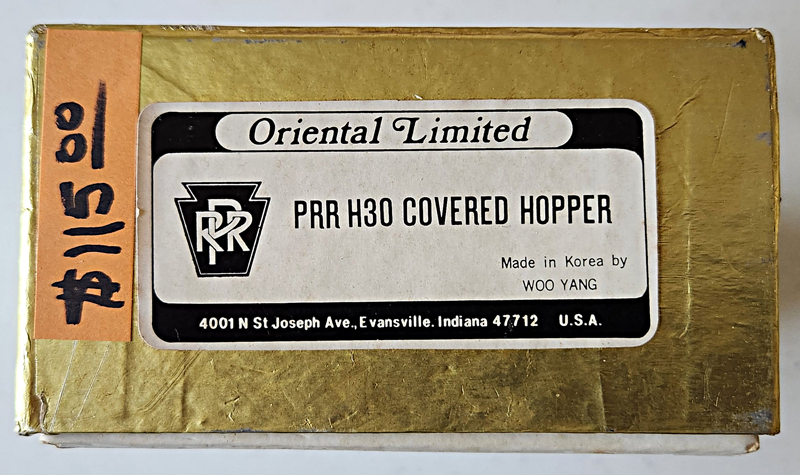 $115 00
Oriental Limited
PRR
PRR H30 COVERED HOPPER
Made in Korea by
WOO YANG
4001 N St Joseph Ave., Evansville. Indiana 47712 U.S.A.